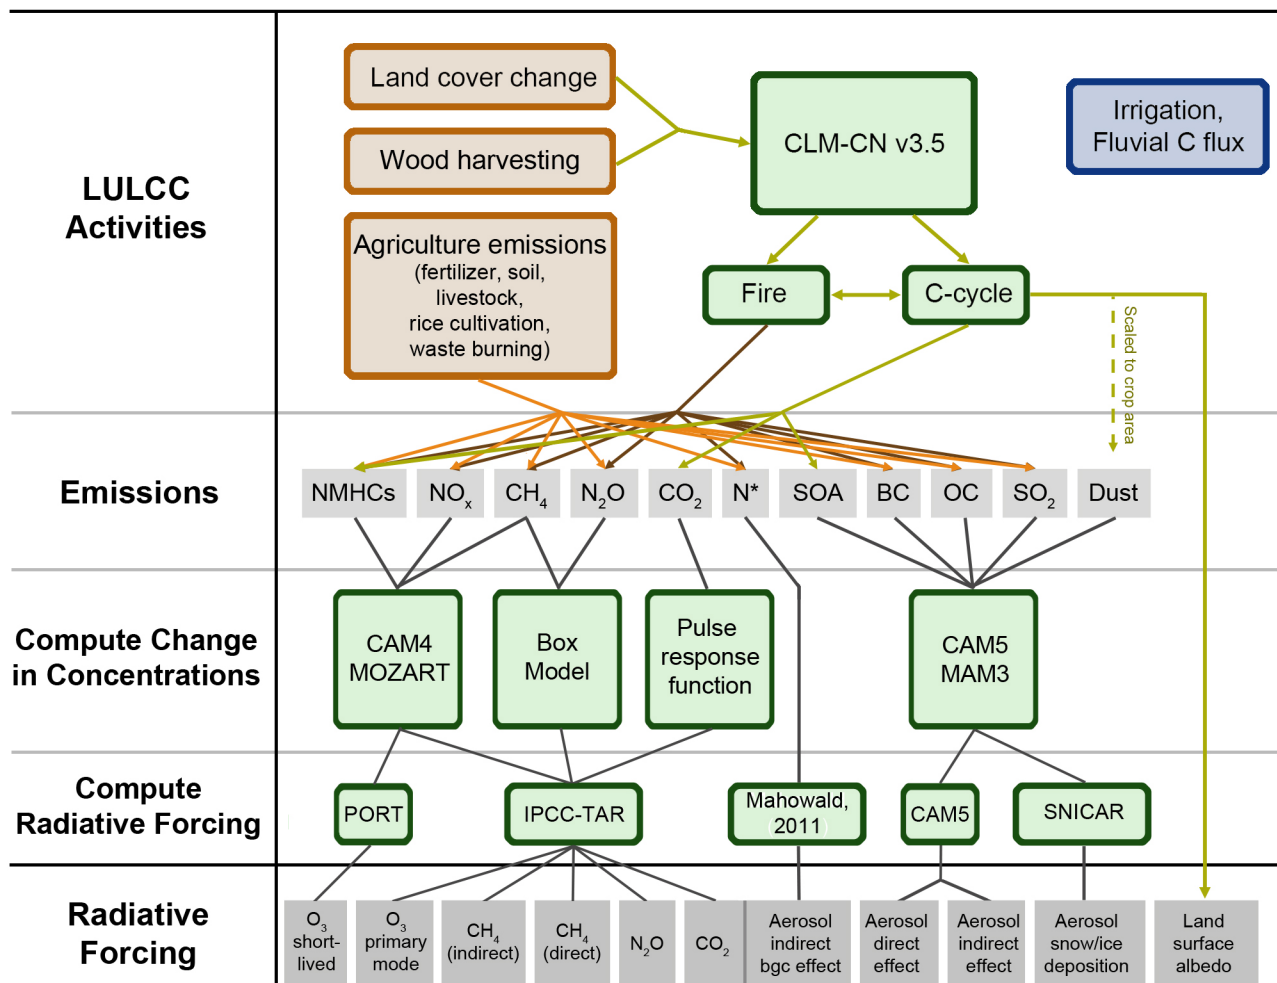 LULCC
Activities
Land cover change
Wood harvesting
Agriculture emissions
(fertilizer, soil,
livestock,
rice cultivation,
waste burning)
CLM-CN v3.5
Irrigation,
Fluvial C flux
Fire
C-cycle
Scaled to crop area
Emissions
NMHCs
NOₓ
CH₄
N₂O
CO₂
N*
SOA
BC
OC
SO₂
Dust
Compute Change
in Concentrations
CAM4
MOZART
Box
Model
Pulse
response
function
CAM5
MAM3
Compute
Radiative Forcing
PORT
IPCC-TAR
Mahowald,
2011
CAM5
SNICAR
Radiative
Forcing
O₃
short-
lived
O₃
primary
mode
CH₄
(indirect)
CH₄
(direct)
N₂O
CO₂
Aerosol
indirect
bgc effect
Aerosol
direct
effect
Aerosol
indirect
effect
Aerosol
snow/ice
deposition
Land
surface
albedo